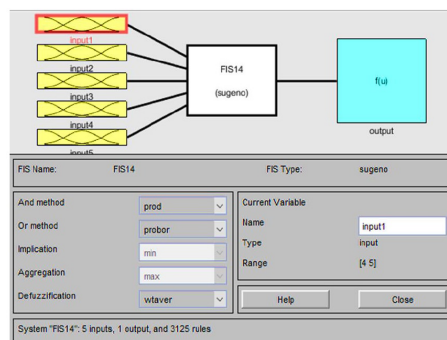 input1
input2
input3
input4
input5
FIS14
(sugeno)
f(u)
output
FIS Name: FIS14 FIS Type: sugeno
And method prod
Or method probor
Implication min
Aggregation max
Defuzzification wtaver
Current Variable
Name input1
Type input
Range [4 5]
Help Close
System "FIS14": 5 inputs, 1 output, and 3125 rules